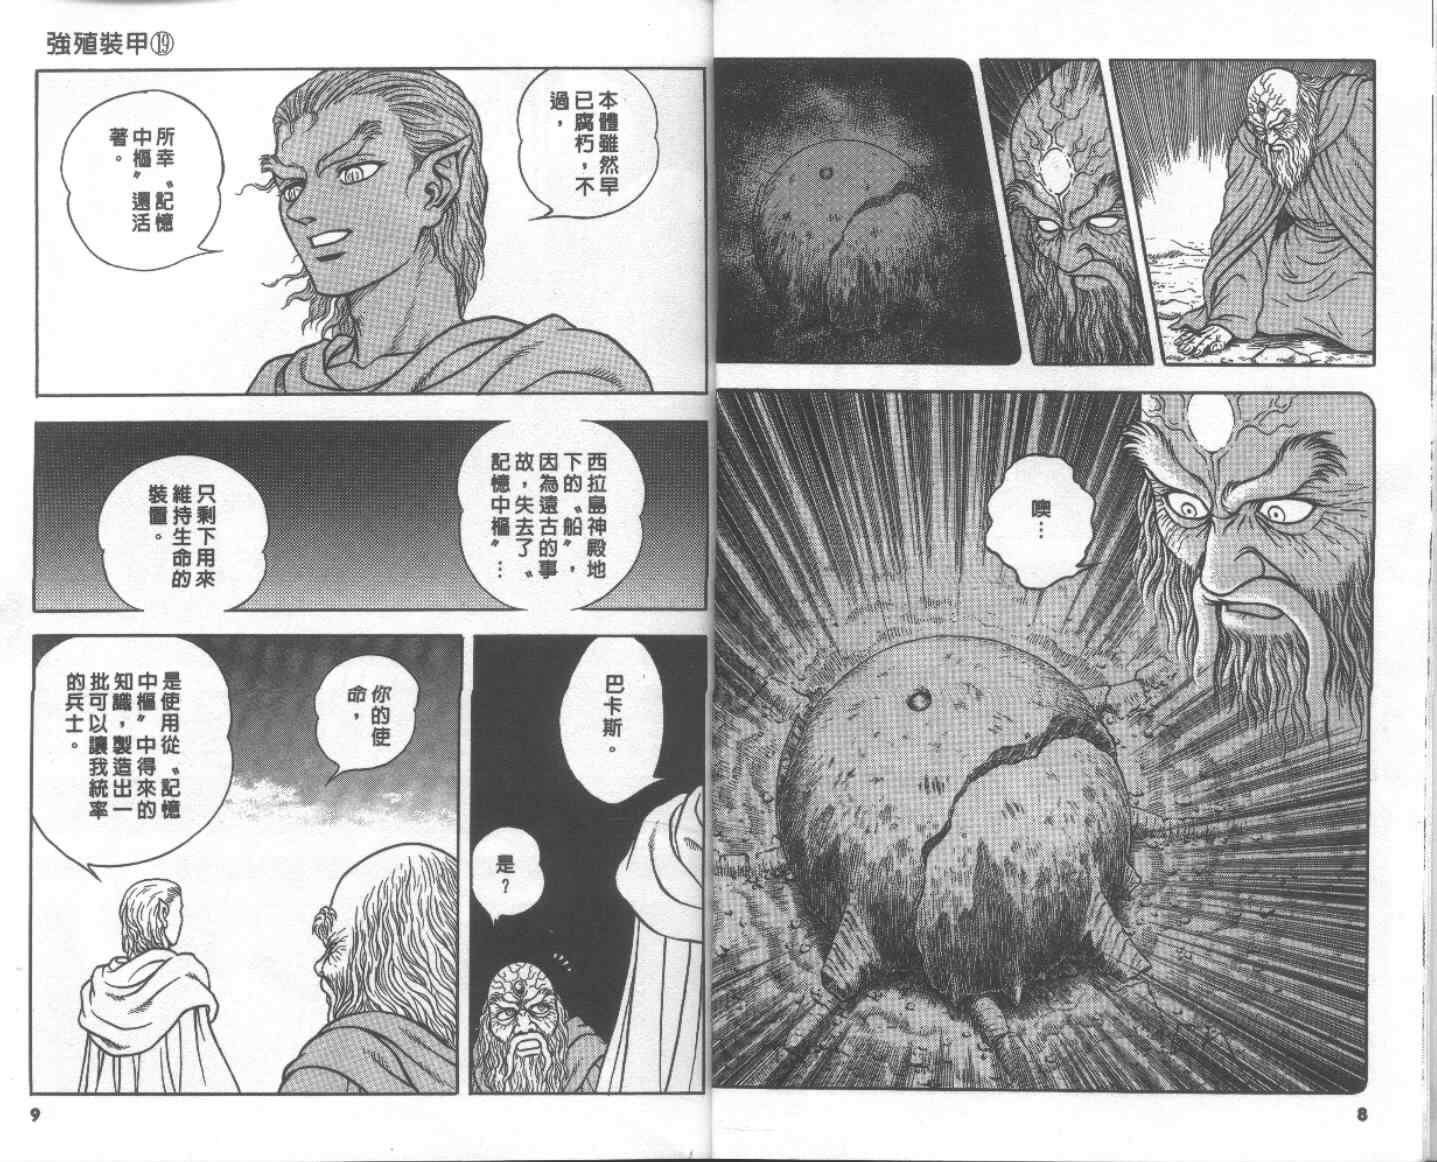 強殖裝甲⑲
噢…
8
本體雖然早
已腐朽，不
過，
所幸〝記憶
中樞〞還活
著。
西拉島神殿地
下的〝船〞，
因為遠古的事
故，失去了〝
記憶中樞〞…
只剩下用來
維持生命的
裝置。
巴卡斯。
是？
你的使
命，
是使用從〝記憶
中樞〞中得來的
知識，製造出一
批可以讓我統率
的兵士。
9